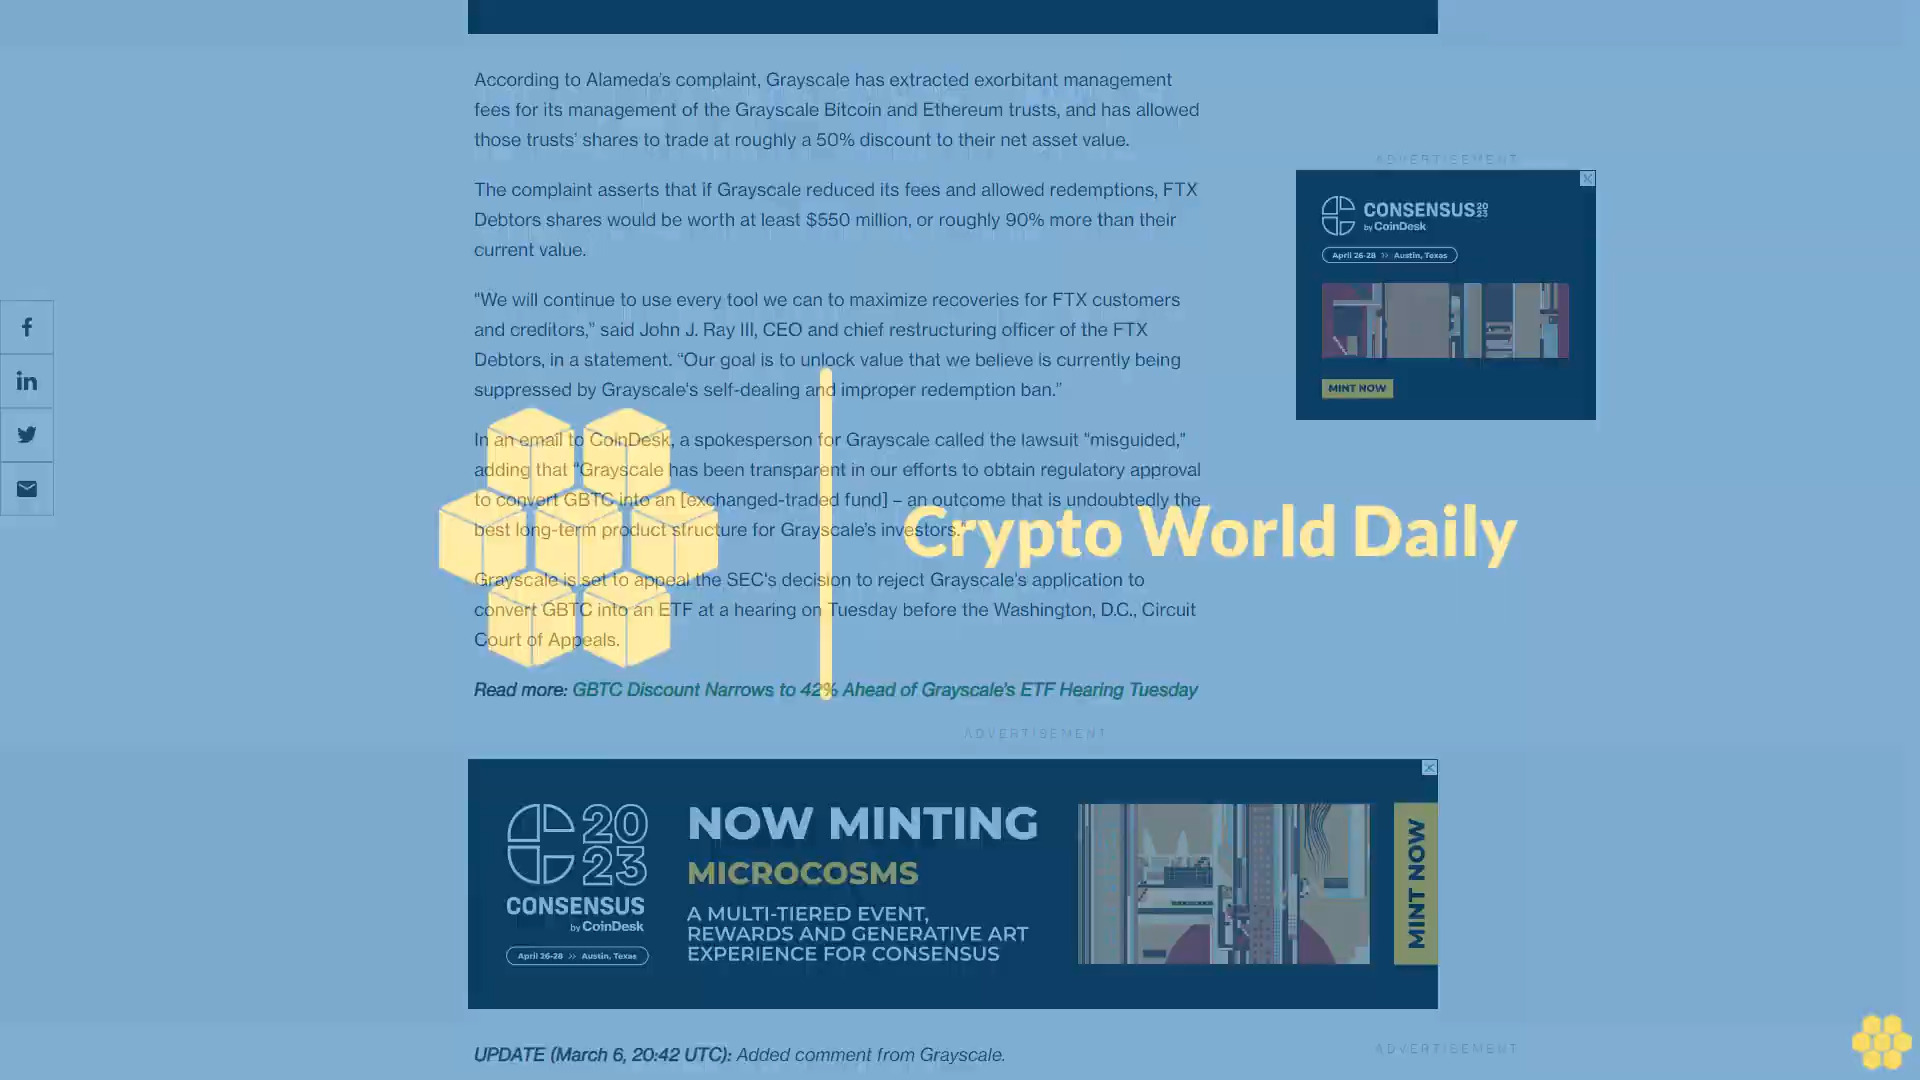 According to Alameda's complaint, Grayscale has extracted exorbitant management
fees for its management of the Grayscale Bitcoin and Ethereum trusts, and has allowed
those trusts' shares to trade at roughly a 50% discount to their net asset value.
ADVERTISEMENT
The complaint asserts that if Grayscale reduced its fees and allowed redemptions, FTX
Debtors shares would be worth at least $550 million, or roughly 90% more than their
current value.
CONSENSUS 2023
by CoinDesk
April 26-28 >> Austin, Texas
MINT NOW
"We will continue to use every tool we can to maximize recoveries for FTX customers
and creditors," said John J. Ray III, CEO and chief restructuring officer of the FTX
Debtors, in a statement. "Our goal is to unlock value that we believe is currently being
suppressed by Grayscale's self-dealing and improper redemption ban."
In an email to CoinDesk, a spokesperson for Grayscale called the lawsuit "misguided,"
adding that "Grayscale has been transparent in our efforts to obtain regulatory approval
to convert GBTC into an [exchanged-traded fund] – an outcome that is undoubtedly the
best long-term product structure for Grayscale's investors."
Crypto World Daily
Grayscale is set to appeal the SEC's decision to reject Grayscale's application to
convert GBTC into an ETF at a hearing on Tuesday before the Washington, D.C., Circuit
Court of Appeals.
Read more: GBTC Discount Narrows to 42% Ahead of Grayscale's ETF Hearing Tuesday
ADVERTISEMENT
2023
CONSENSUS
by CoinDesk
April 26-28 >> Austin, Texas
NOW MINTING
MICROCOSMS
A MULTI-TIERED EVENT,
REWARDS AND GENERATIVE ART
EXPERIENCE FOR CONSENSUS
MINT NOW
UPDATE (March 6, 20:42 UTC): Added comment from Grayscale.
ADVERTISEMENT